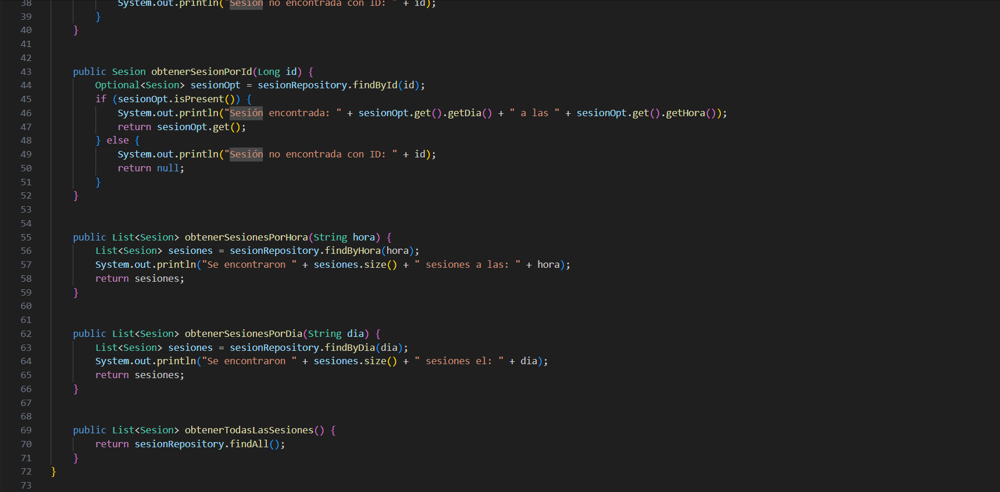 38 System.out.println("Sesión no encontrada con ID: " + id);
39 }
40 }
41
42
43 public Sesion obtenerSesionPorId(Long id) {
44 Optional<Sesion> sesionOpt = sesionRepository.findById(id);
45 if (sesionOpt.isPresent()) {
46 System.out.println("Sesión encontrada: " + sesionOpt.get().getDia() + " a las " + sesionOpt.get().getHora());
47 return sesionOpt.get();
48 } else {
49 System.out.println("Sesión no encontrada con ID: " + id);
50 return null;
51 }
52 }
53
54
55 public List<Sesion> obtenerSesionesPorHora(String hora) {
56 List<Sesion> sesiones = sesionRepository.findByHora(hora);
57 System.out.println("Se encontraron " + sesiones.size() + " sesiones a las: " + hora);
58 return sesiones;
59 }
60
61
62 public List<Sesion> obtenerSesionesPorDia(String dia) {
63 List<Sesion> sesiones = sesionRepository.findByDia(dia);
64 System.out.println("Se encontraron " + sesiones.size() + " sesiones el: " + dia);
65 return sesiones;
66 }
67
68
69 public List<Sesion> obtenerTodasLasSesiones() {
70 return sesionRepository.findAll();
71 }
72 }
73